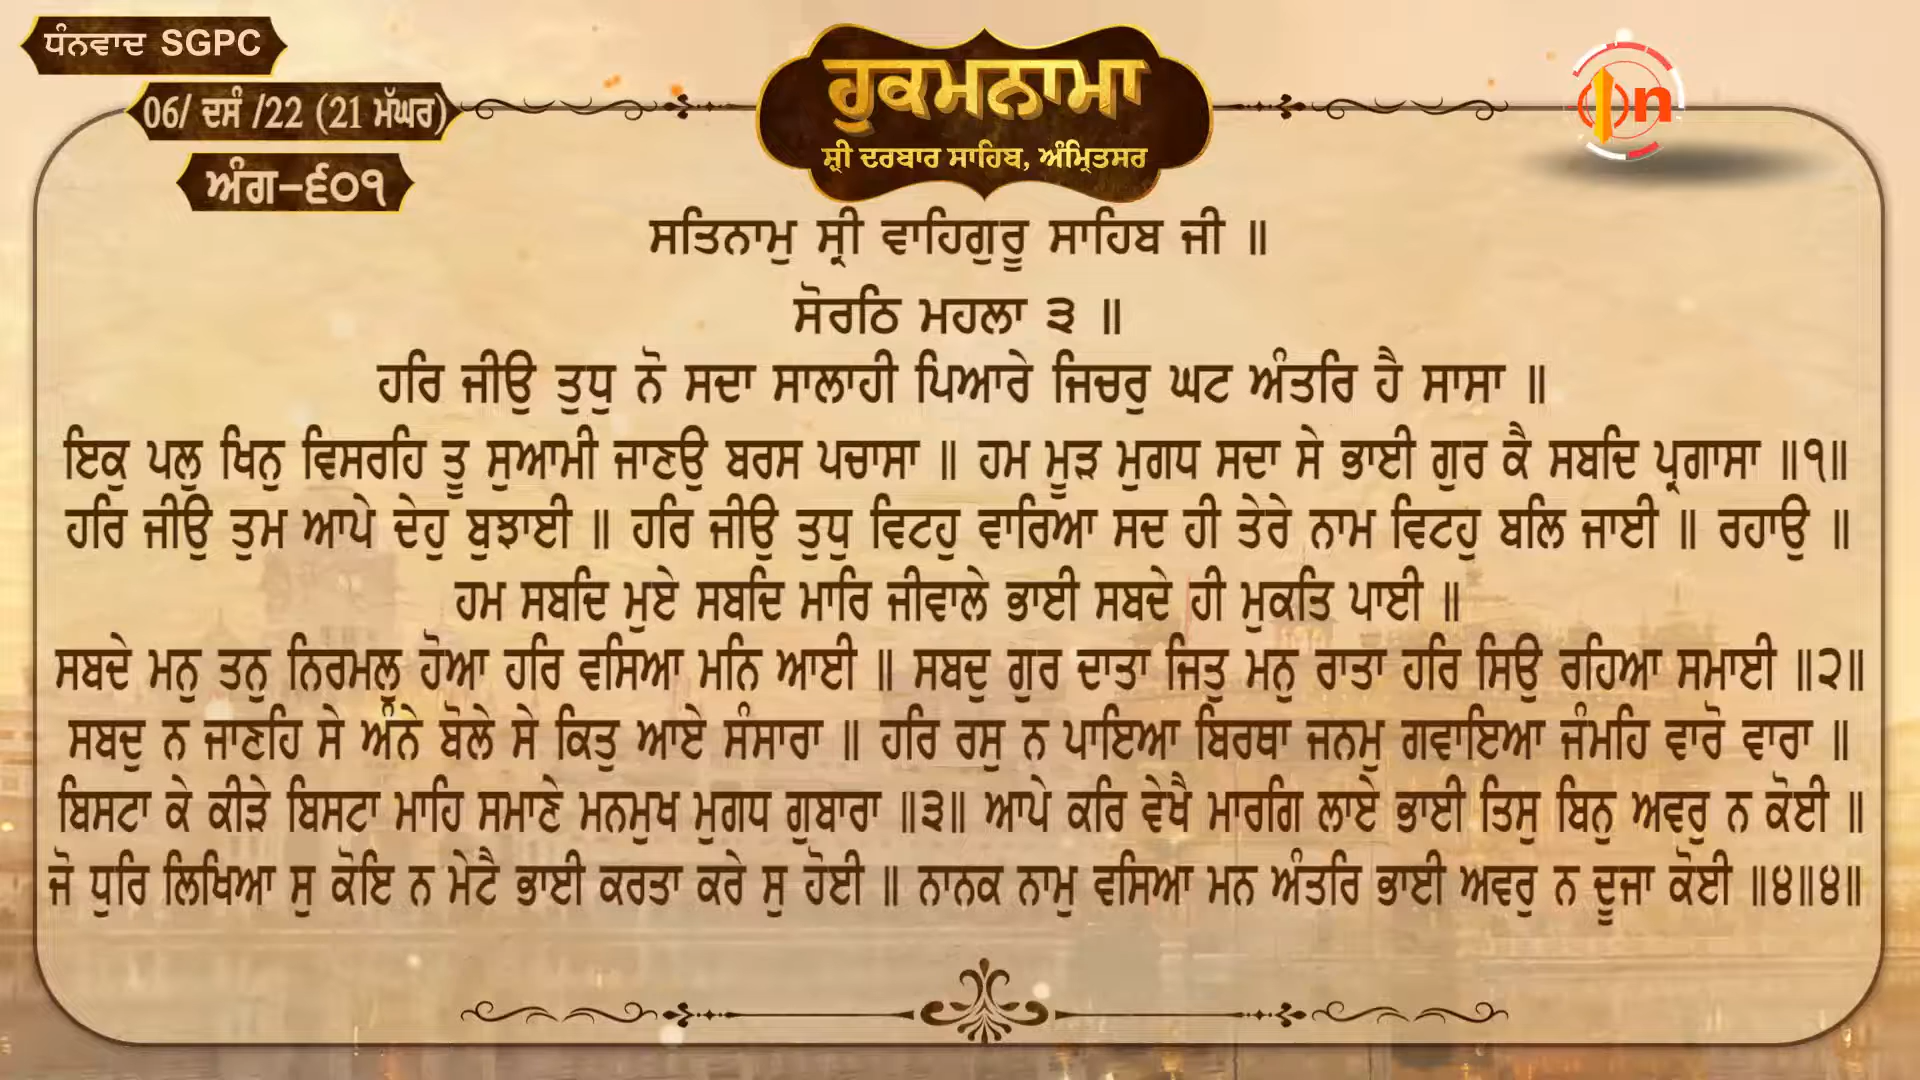 ਧੰਨਵਾਦ SGPC
06/ ਦਸੰ /22 (21 ਮੱਘਰ)
ਅੰਗ-੬੦੧
ਹੁਕਮਨਾਮਾ
ਸ਼੍ਰੀ ਦਰਬਾਰ ਸਾਹਿਬ, ਅੰਮ੍ਰਿਤਸਰ
n
ਸਤਿਨਾਮੁ ਸ੍ਰੀ ਵਾਹਿਗੁਰੂ ਸਾਹਿਬ ਜੀ ॥
ਸੋਰਠਿ ਮਹਲਾ ੩ ॥
ਹਰਿ ਜੀਉ ਤੁਧੁ ਨੋ ਸਦਾ ਸਾਲਾਹੀ ਪਿਆਰੇ ਜਿਚਰੁ ਘਟ ਅੰਤਰਿ ਹੈ ਸਾਸਾ ॥
ਇਕੁ ਪਲੁ ਖਿਨੁ ਵਿਸਰਹਿ ਤੂ ਸੁਆਮੀ ਜਾਣਉ ਬਰਸ ਪਚਾਸਾ ॥ ਹਮ ਮੂੜ ਮੁਗਧ ਸਦਾ ਸੇ ਭਾਈ ਗੁਰ ਕੈ ਸਬਦਿ ਪ੍ਰਗਾਸਾ ॥੧॥
ਹਰਿ ਜੀਉ ਤੁਮ ਆਪੇ ਦੇਹੁ ਬੁਝਾਈ ॥ ਹਰਿ ਜੀਉ ਤੁਧੁ ਵਿਟਹੁ ਵਾਰਿਆ ਸਦ ਹੀ ਤੇਰੇ ਨਾਮ ਵਿਟਹੁ ਬਲਿ ਜਾਈ ॥ ਰਹਾਉ ॥
ਹਮ ਸਬਦਿ ਮੁਏ ਸਬਦਿ ਮਾਰਿ ਜੀਵਾਲੇ ਭਾਈ ਸਬਦੇ ਹੀ ਮੁਕਤਿ ਪਾਈ ॥
ਸਬਦੇ ਮਨੁ ਤਨੁ ਨਿਰਮਲੁ ਹੋਆ ਹਰਿ ਵਸਿਆ ਮਨਿ ਆਈ ॥ ਸਬਦੁ ਗੁਰ ਦਾਤਾ ਜਿਤੁ ਮਨੁ ਰਾਤਾ ਹਰਿ ਸਿਉ ਰਹਿਆ ਸਮਾਈ ॥੨॥
ਸਬਦੁ ਨ ਜਾਣਹਿ ਸੇ ਅੰਨੇ ਬੋਲੇ ਸੇ ਕਿਤੁ ਆਏ ਸੰਸਾਰਾ ॥ ਹਰਿ ਰਸੁ ਨ ਪਾਇਆ ਬਿਰਥਾ ਜਨਮੁ ਗਵਾਇਆ ਜੰਮਹਿ ਵਾਰੋ ਵਾਰਾ ॥
ਬਿਸਟਾ ਕੇ ਕੀੜੇ ਬਿਸਟਾ ਮਾਹਿ ਸਮਾਣੇ ਮਨਮੁਖ ਮੁਗਧ ਗੁਬਾਰਾ ॥੩॥ ਆਪੇ ਕਰਿ ਵੇਖੈ ਮਾਰਗਿ ਲਾਏ ਭਾਈ ਤਿਸੁ ਬਿਨੁ ਅਵਰੁ ਨ ਕੋਈ ॥
ਜੋ ਧੁਰਿ ਲਿਖਿਆ ਸੁ ਕੋਇ ਨ ਮੇਟੈ ਭਾਈ ਕਰਤਾ ਕਰੇ ਸੁ ਹੋਈ ॥ ਨਾਨਕ ਨਾਮੁ ਵਸਿਆ ਮਨ ਅੰਤਰਿ ਭਾਈ ਅਵਰੁ ਨ ਦੂਜਾ ਕੋਈ ॥੪॥੪॥